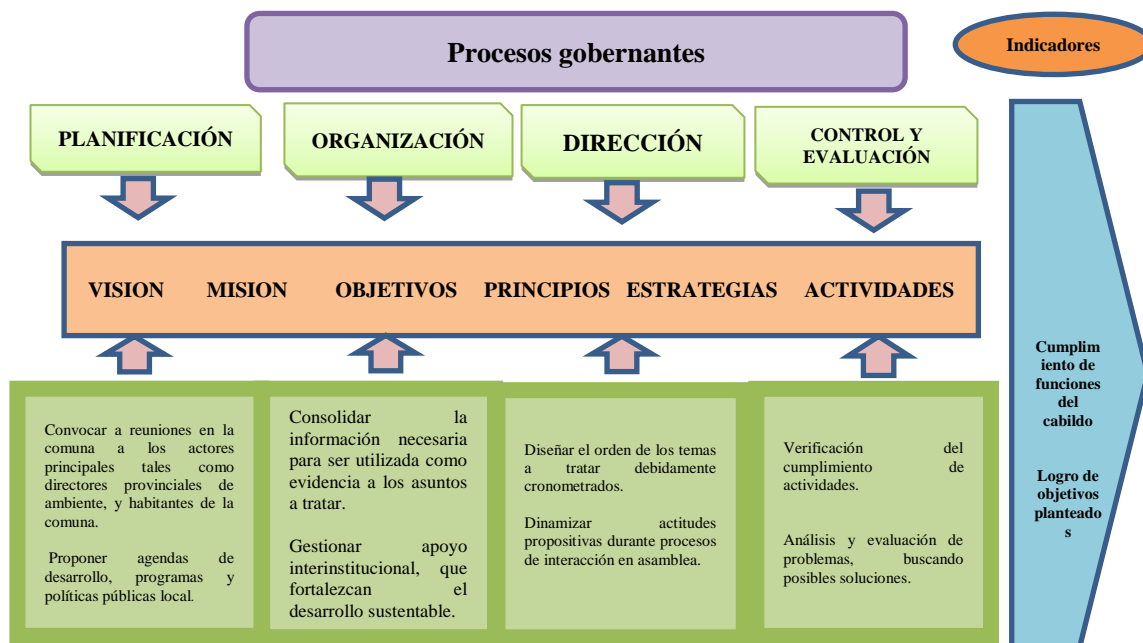 Procesos gobernantes
Indicadores
PLANIFICACIÓN
ORGANIZACIÓN
DIRECCIÓN
CONTROL Y
EVALUACIÓN
VISION MISION OBJETIVOS PRINCIPIOS ESTRATEGIAS ACTIVIDADES
Convocar a reuniones en la
comuna a los actores
principales tales como
directores provinciales de
ambiente, y habitantes de la
comuna.
Proponer agendas de
desarrollo, programas y
políticas públicas local.
Consolidar la
información necesaria
para ser utilizada como
evidencia a los asuntos
a tratar.
Gestionar apoyo
interinstitucional, que
fortalezcan el
desarrollo sustentable.
Diseñar el orden de los temas
a tratar debidamente
cronometrados.
Dinamizar actitudes
propositivas durante procesos
de interacción en asamblea.
Verificación del
cumplimiento de
actividades.
Análisis y evaluación de
problemas, buscando
posibles soluciones.
Cumplim
iento de
funciones
del
cabildo
Logro de
objetivos
plantead​o
s